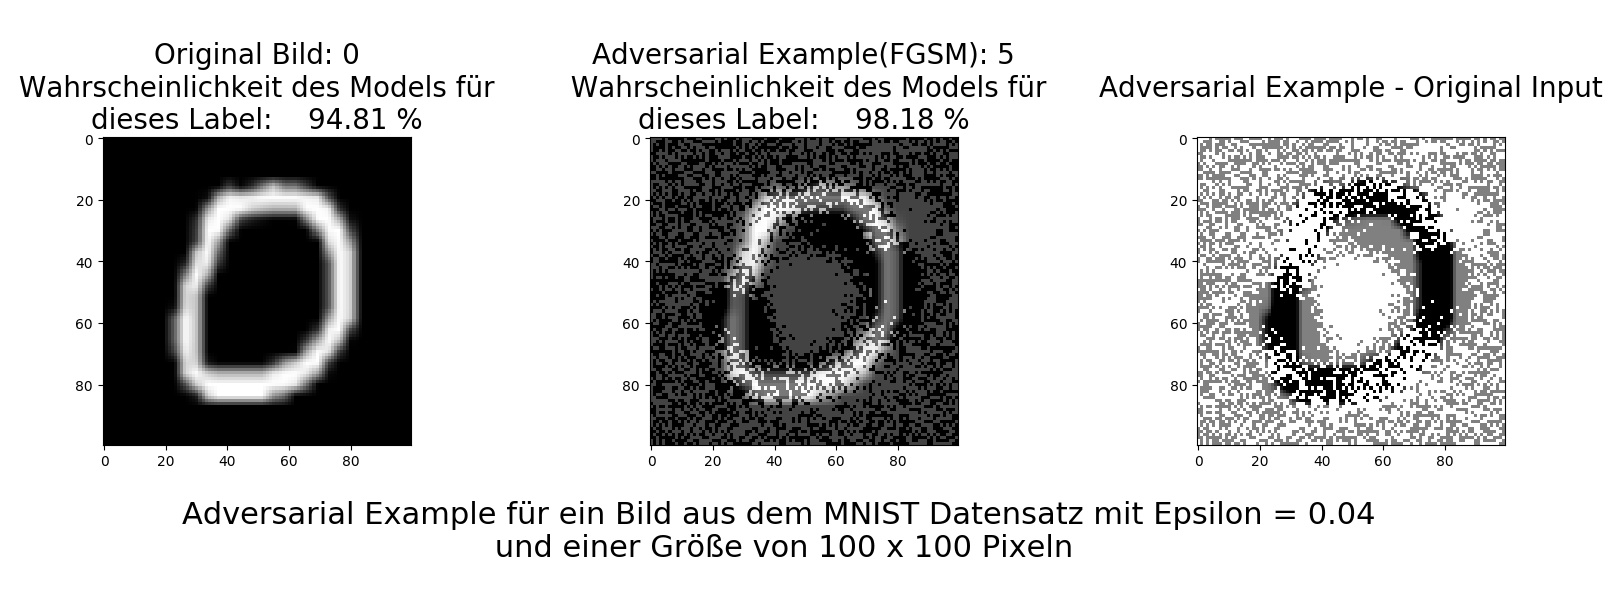 Original Bild: 0
Wahrscheinlichkeit des Models für
dieses Label: 94.81 %
0
20
40
60
80
0 20 40 60 80
Adversarial Example(FGSM): 5
Wahrscheinlichkeit des Models für
dieses Label: 98.18 %
0
20
40
60
80
0 20 40 60 80
Adversarial Example - Original Input
0
20
40
60
80
0 20 40 60 80
Adversarial Example für ein Bild aus dem MNIST Datensatz mit Epsilon = 0.04
und einer Größe von 100 x 100 Pixeln